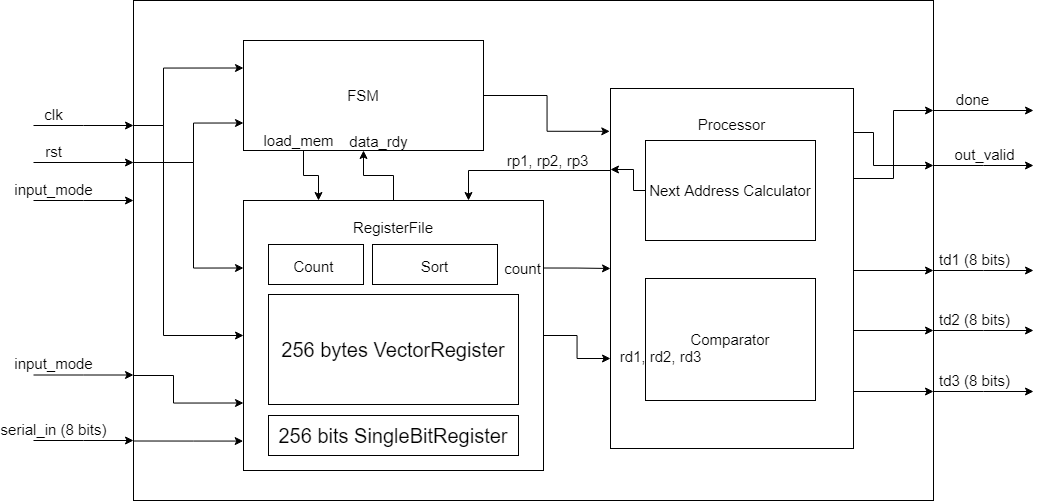 FSM
done
clk
Processor
load_mem data_rdy
rst
out_valid
rp1, rp2, rp3
input_mode
Next Address Calculator
RegisterFile
Count
Sort
count
td1 (8 bits)
td2 (8 bits)
256 bytes VectorRegister
Comparator
rd1, rd2, rd3
input_mode
td3 (8 bits)
serial_in (8 bits)
256 bits SingleBitRegister